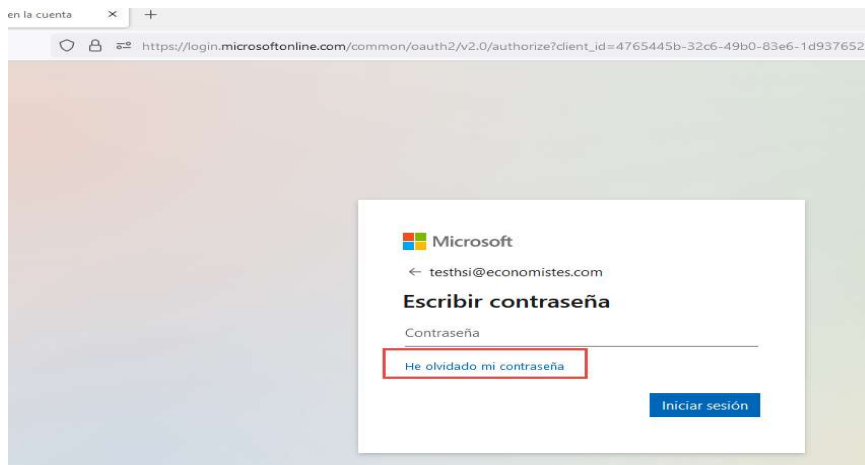 en la cuenta × +
https://login.microsoftonline.com/common/oauth2/v2.0/authorize?client_id=4765445b-32c6-49b0-83e6-1d937652
Microsoft
← testhsi@economistes.com
Escribir contraseña
Contraseña
He olvidado mi contraseña
Iniciar sesión